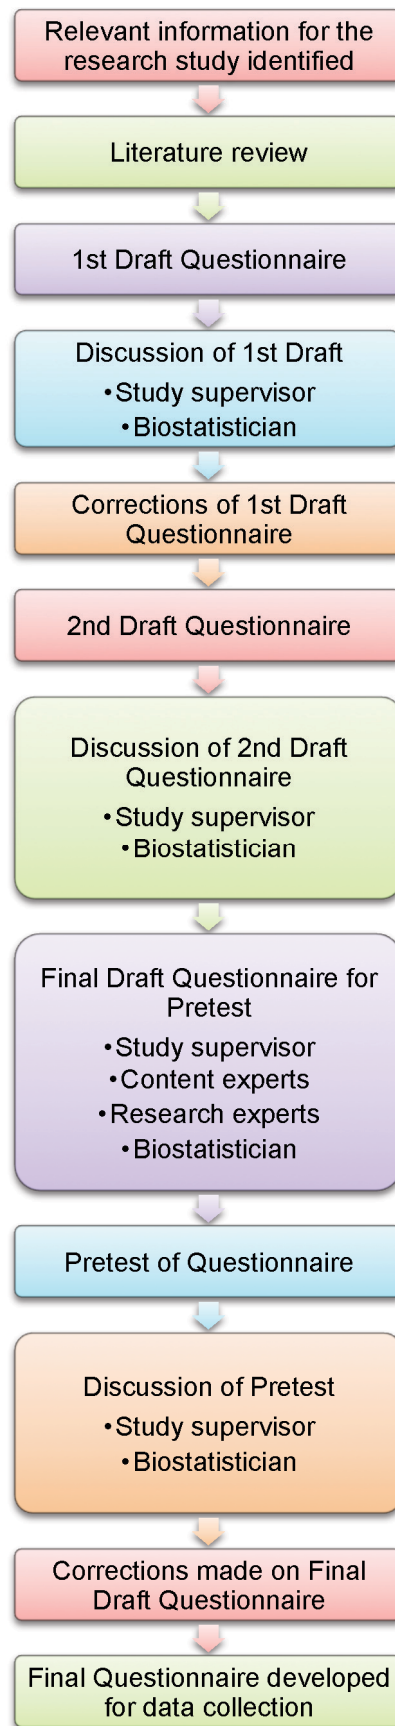 Relevant information for the
research study identified
Literature review
1st Draft Questionnaire
Discussion of 1st Draft
•Study supervisor
•Biostatistician
Corrections of 1st Draft
Questionnaire
2nd Draft Questionnaire
Discussion of 2nd Draft
Questionnaire
•Study supervisor
•Biostatistician
Final Draft Questionnaire for
Pretest
•Study supervisor
•Content experts
•Research experts
•Biostatistician
Pretest of Questionnaire
Discussion of Pretest
•Study supervisor
•Biostatistician
Corrections made on Final
Draft Questionnaire
Final Questionnaire developed
for data collection